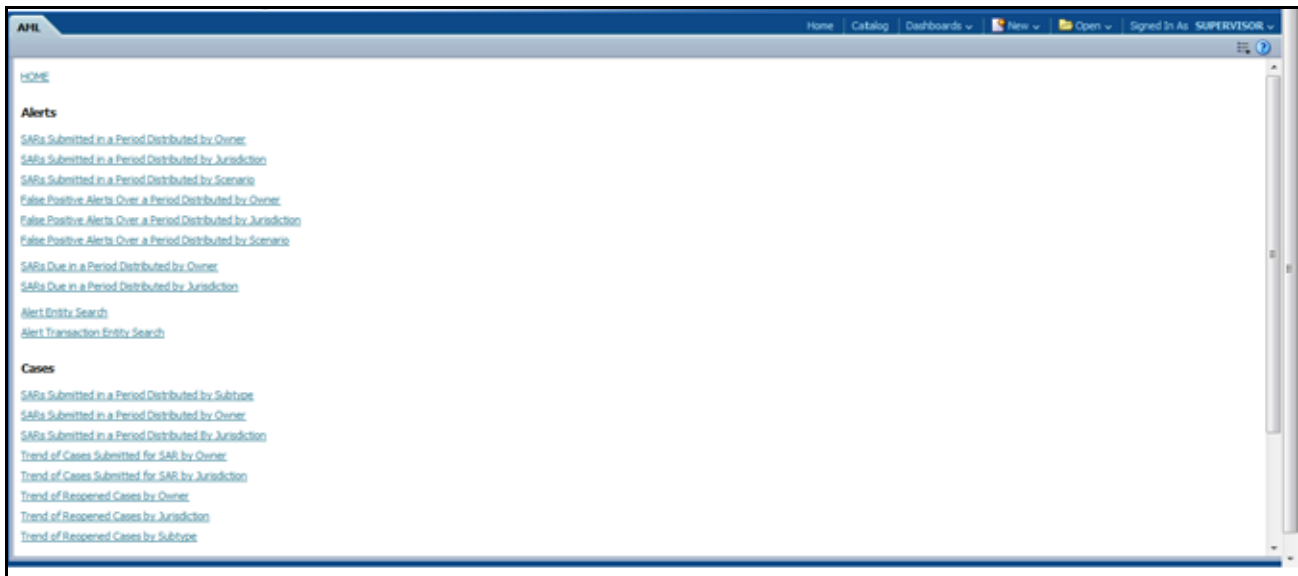 AML
Home Catalog Dashboards New Open Signed In As SUPERVISOR
HOME
Alerts
SARs Submitted in a Period Distributed by Owner
SARs Submitted in a Period Distributed by Jurisdiction
SARs Submitted in a Period Distributed by Scenario
False Positive Alerts Over a Period Distributed by Owner
False Positive Alerts Over a Period Distributed by Jurisdiction
False Positive Alerts Over a Period Distributed by Scenario
SARs Due in a Period Distributed by Owner
SARs Due in a Period Distributed by Jurisdiction
Alert Entity Search
Alert Transaction Entity Search
Cases
SARs Submitted in a Period Distributed by Subtype
SARs Submitted in a Period Distributed by Owner
SARs Submitted in a Period Distributed By Jurisdiction
Trend of Cases Submitted for SAR by Owner
Trend of Cases Submitted for SAR by Jurisdiction
Trend of Reopened Cases by Owner
Trend of Reopened Cases by Jurisdiction
Trend of Reopened Cases by Subtype